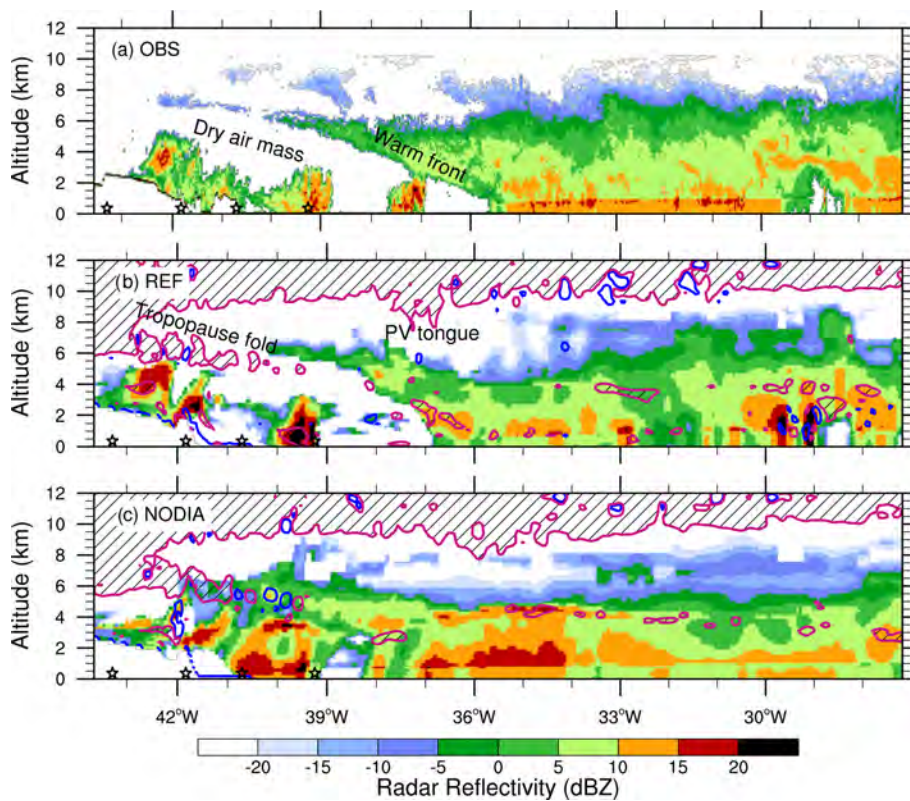 12
(a) OBS
10
8
6
4
2
0
Altitude (km)
Dry air mass
Warm front
12
(b) REF
10
8
6
4
2
0
Altitude (km)
Tropopause fold
PV tongue
12
(c) NODIA
10
8
6
4
2
0
Altitude (km)
42°W 39°W 36°W 33°W 30°W
-20 -15 -10 -5 0 5 10 15 20
Radar Reflectivity (dBZ)